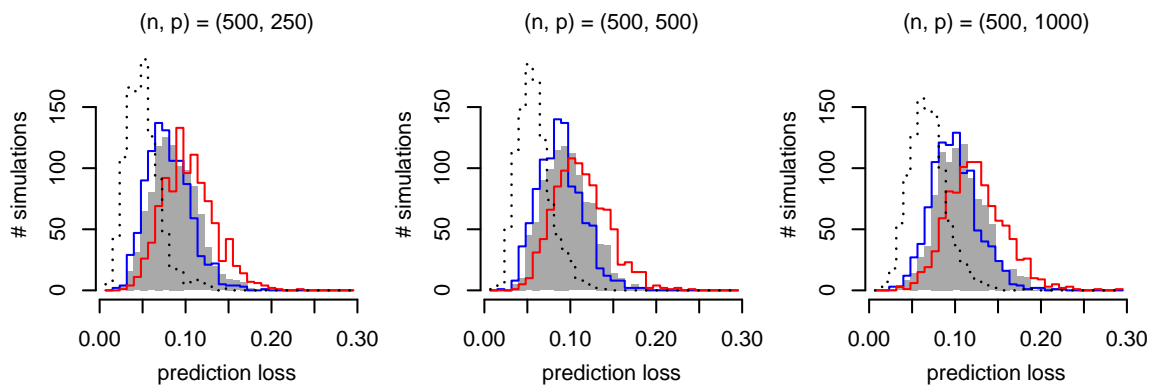 (n, p) = (500, 250)
# simulations
150
100
50
0
0.00 0.10 0.20 0.30
prediction loss
(n, p) = (500, 500)
# simulations
150
100
50
0
0.00 0.10 0.20 0.30
prediction loss
(n, p) = (500, 1000)
# simulations
150
100
50
0
0.00 0.10 0.20 0.30
prediction loss